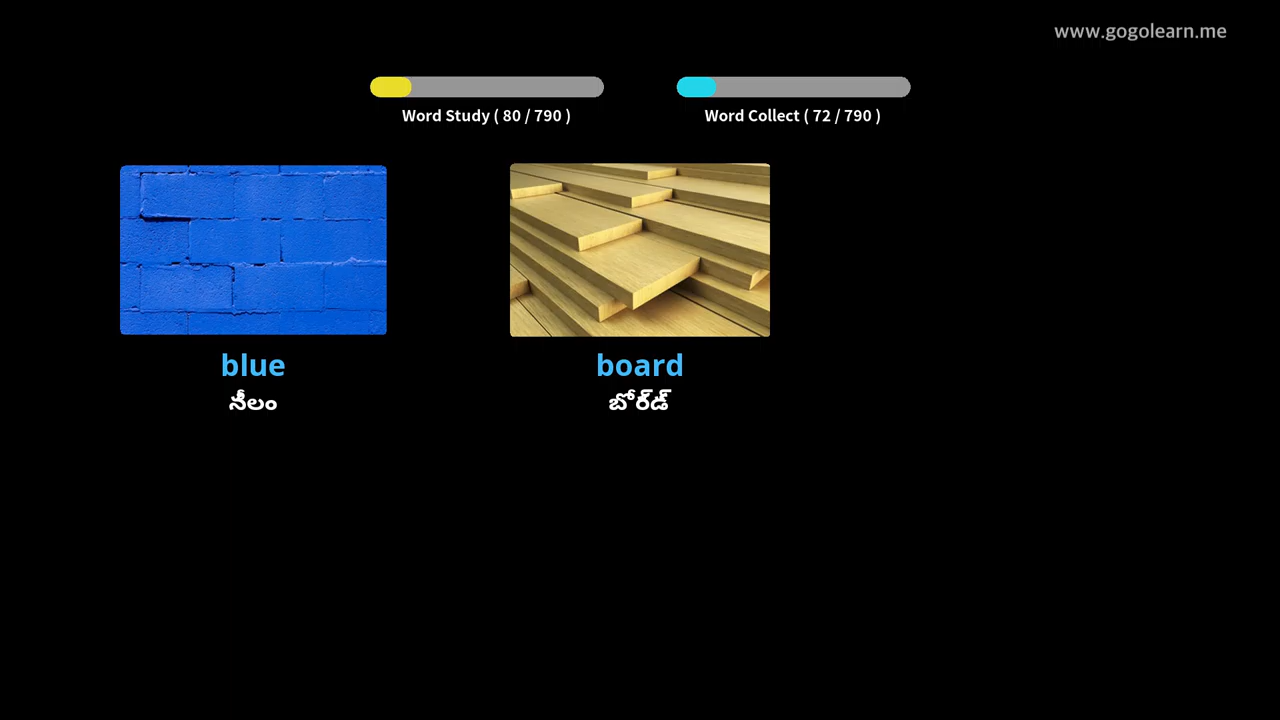 www.gogolearn.me
Word Study ( 80 / 790 )
Word Collect ( 72 / 790 )
blue
board
నీలం
బోర్‌డ్